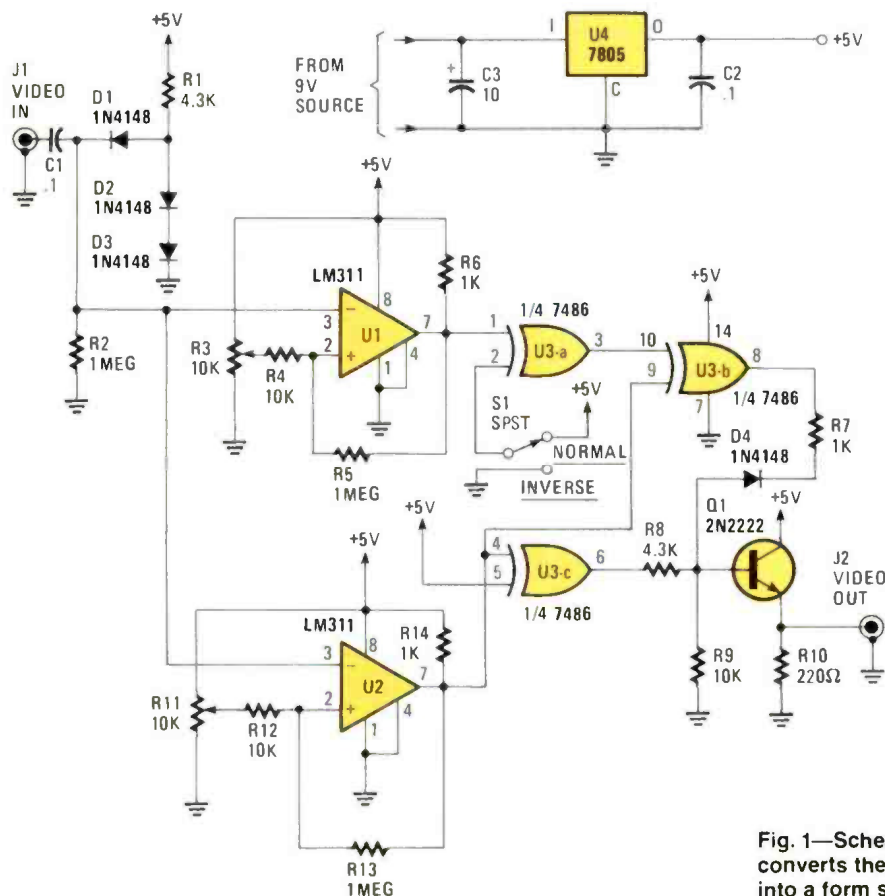 +5V
J1
VIDEO
IN
R1
4.3K
D1
1N4148
C1
.1
D2
1N4148
D3
1N4148
R2
1MEG
FROM
9V
SOURCE
+
C3
10
I
U4
7805
O
C
C2
.1
+5V
+5V
LM311
R3
10K
R4
10K
3
−
2
+
U1
8
7
1
4
R6
1K
R5
1MEG
1/4 7486
1
2
U3-a
3
S1
SPST
+5V
NORMAL
INVERSE
+5V
14
10
9
U3-b
8
7
1/4 7486
R7
1K
D4
1N4148
+5V
Q1
2N2222
J2
VIDEO
OUT
+5V
4
5
U3-c
6
1/4 7486
R8
4.3K
R9
10K
R10
220Ω
+5V
LM311
R11
10K
R12
10K
3
−
2
+
U2
8
7
1
4
R14
1K
R13
1MEG
Fig. 1—Sche
converts the
into a form s